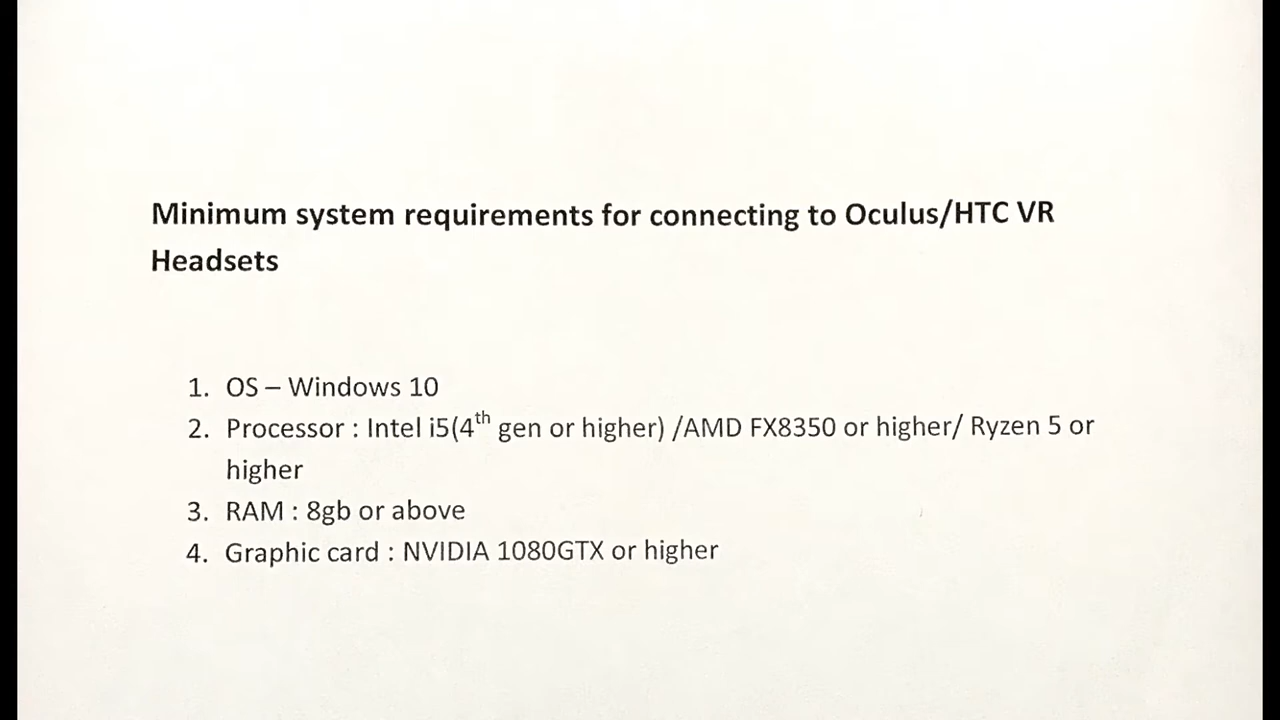 Minimum system requirements for connecting to Oculus/HTC VR
Headsets
1. OS – Windows 10
2. Processor : Intel i5(4th gen or higher) /AMD FX8350 or higher/ Ryzen 5 or
higher
3. RAM : 8gb or above
4. Graphic card : NVIDIA 1080GTX or higher